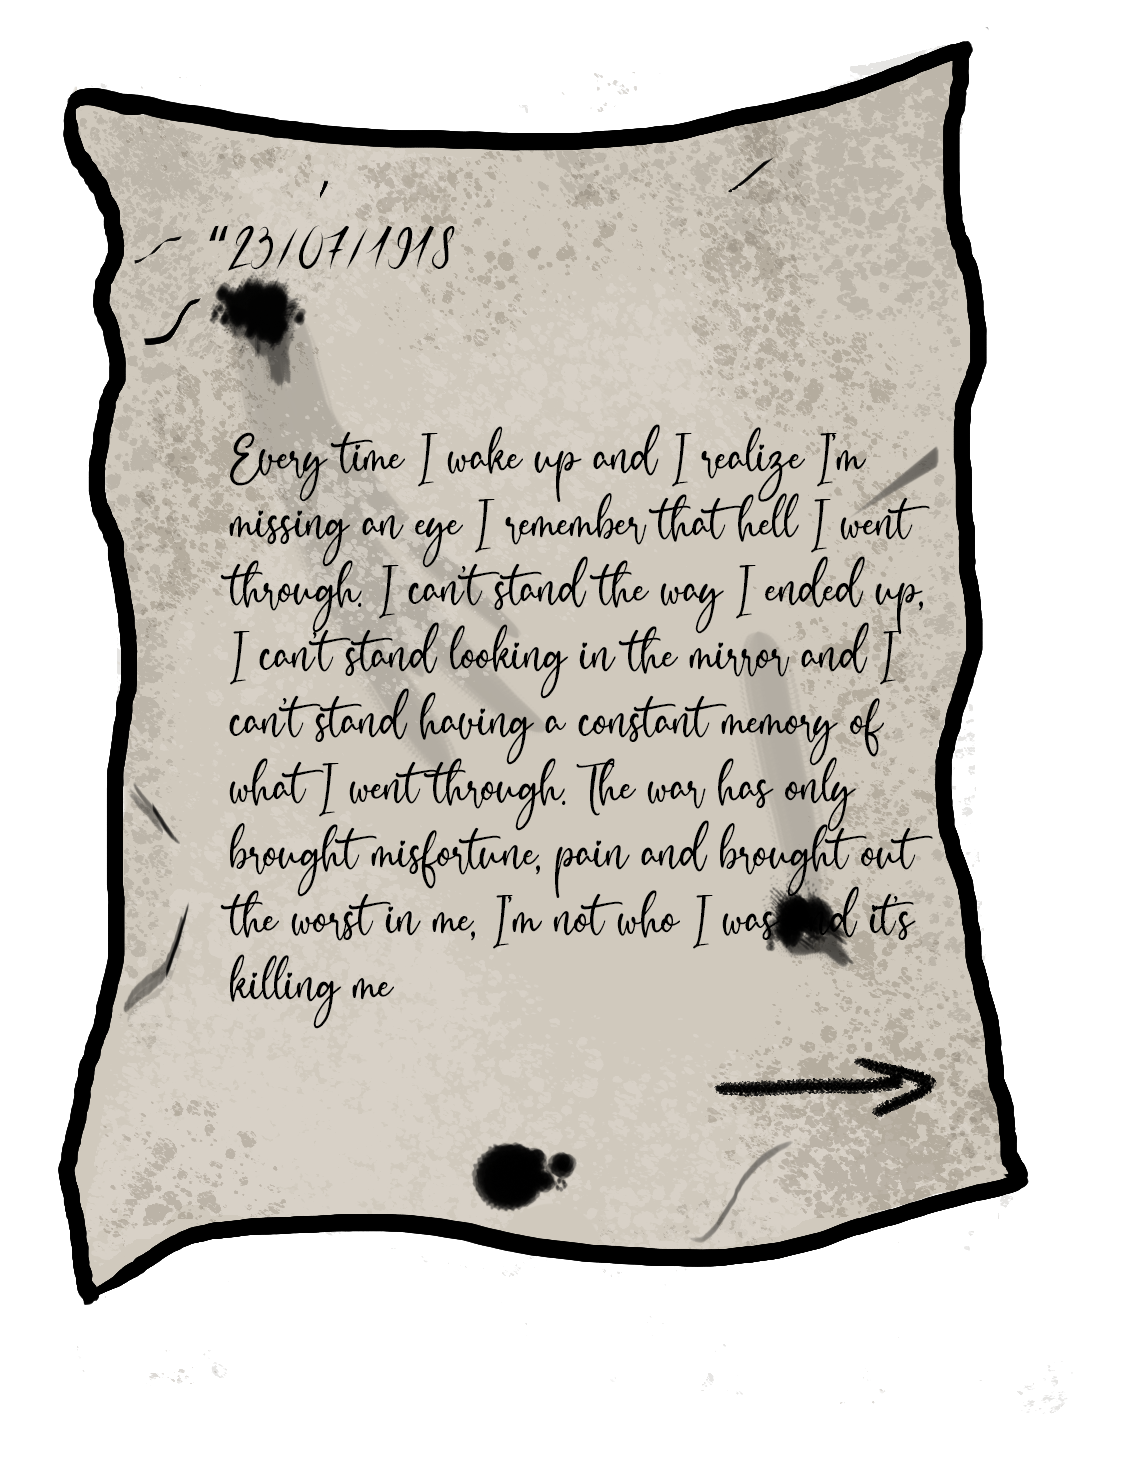 "23/07/1918
Every time I wake up and I realize I'm
missing an eye I remember that hell I went
through. I can't stand the way I ended up,
I can't stand looking in the mirror and I
can't stand having a constant memory of
what I went through. The war has only
brought misfortune, pain and brought out
the worst in me, I'm not who I was and it's
killing me